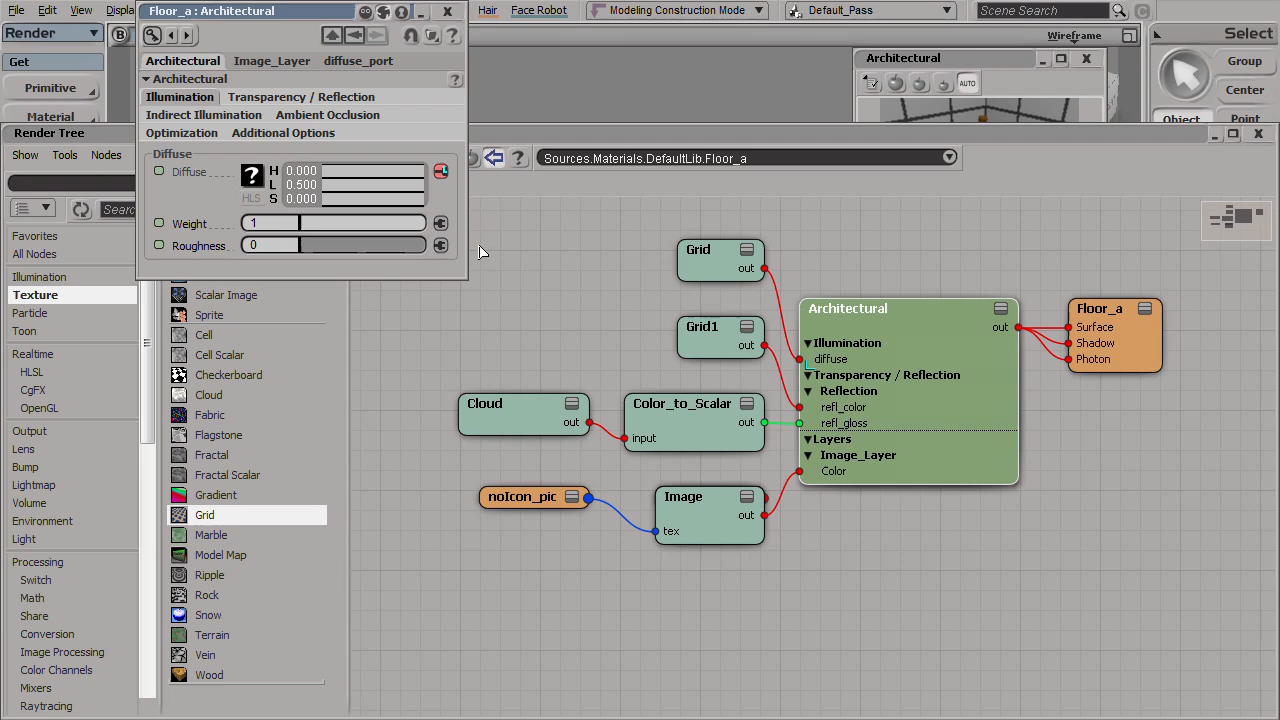 File Edit View Displa
Floor_a : Architectural
Hair Face Robot Modeling Construction Mode Default_Pass Scene Search
Render
B
Wireframe
Select
Get
Architectural
Group
Primitive
AUTO
Center
Material
Object Point
Architectural Image_Layer diffuse_port
Architectural
Illumination Transparency / Reflection
Indirect Illumination Ambient Occlusion
Optimization Additional Options
Diffuse
Diffuse ? H 0.000
L 0.500
HLS S 0.000
Weight 1
Roughness 0
Render Tree
Show Tools Nodes
Sources.Materials.DefaultLib.Floor_a
Searc
Favorites
All Nodes
Illumination
Texture
Particle
Toon
Realtime
HLSL
CgFX
OpenGL
Output
Lens
Bump
Lightmap
Volume
Environment
Light
Processing
Switch
Math
Share
Conversion
Image Processing
Color Channels
Mixers
Raytracing
Scalar Image
Sprite
Cell
Cell Scalar
Checkerboard
Cloud
Fabric
Flagstone
Fractal
Fractal Scalar
Gradient
Grid
Marble
Model Map
Ripple
Rock
Snow
Terrain
Vein
Wood
Grid
out
Grid1
out
Cloud
out
Color_to_Scalar
out
input
noIcon_pic
Image
out
tex
Architectural
out
Illumination
diffuse
Transparency / Reflection
Reflection
refl_color
refl_gloss
Layers
Image_Layer
Color
Floor_a
Surface
Shadow
Photon